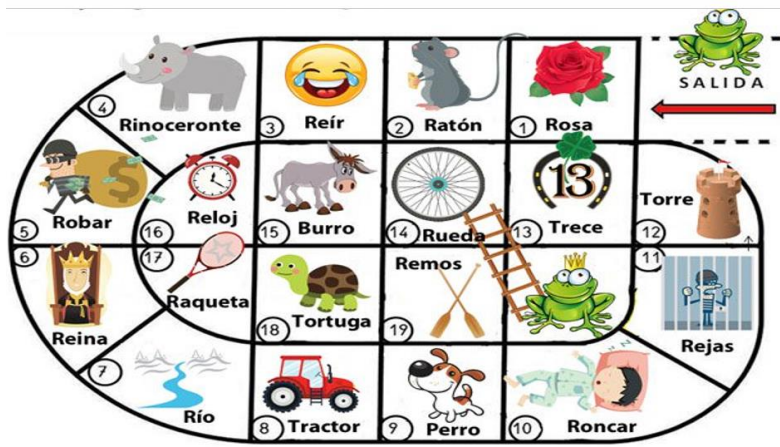 SALIDA
1 Rosa
2 Ratón
3 Reír
4
Rinoceronte
5 Robar
6
Reina
7
Río
8 Tractor
9 Perro
10 Roncar
11
Rejas
Torre
12
13
13 Trece
14 Rueda
15 Burro
Reloj
16
17
Raqueta
18 Tortuga
Remos
19